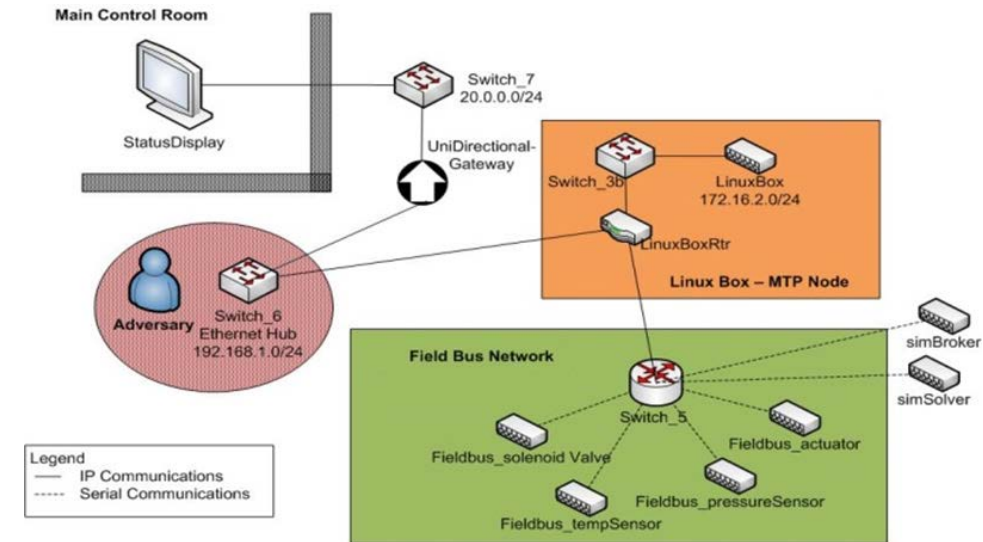 Main Control Room
StatusDisplay
Switch_7
20.0.0.0/24
UniDirectional-
Gateway
Switch_3b
LinuxBox
172.16.2.0/24
LinuxBoxRtr
Linux Box – MTP Node
Adversary
Switch_6
Ethernet Hub
192.168.1.0/24
Field Bus Network
simBroker
simSolver
Switch_5
Fieldbus_actuator
Fieldbus_solenoid Valve
Fieldbus_pressureSensor
Fieldbus_tempSensor
Legend
IP Communications
Serial Communications